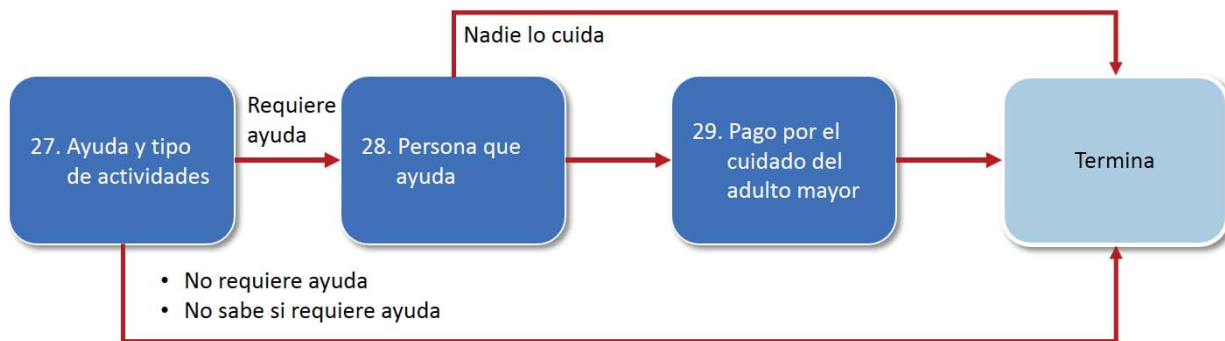 Nadie lo cuida
27. Ayuda y tipo
de actividades
Requiere
ayuda
28. Persona que
ayuda
29. Pago por el
cuidado del
adulto mayor
Termina
• No requiere ayuda
• No sabe si requiere ayuda